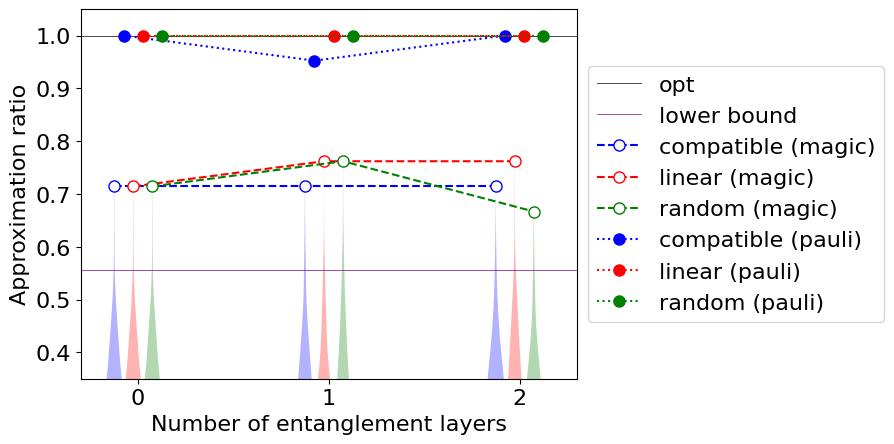 1.0
0.9
0.8
0.7
0.6
0.5
0.4
Approximation ratio
0
1
2
Number of entanglement layers
opt
lower bound
compatible (magic)
linear (magic)
random (magic)
compatible (pauli)
linear (pauli)
random (pauli)